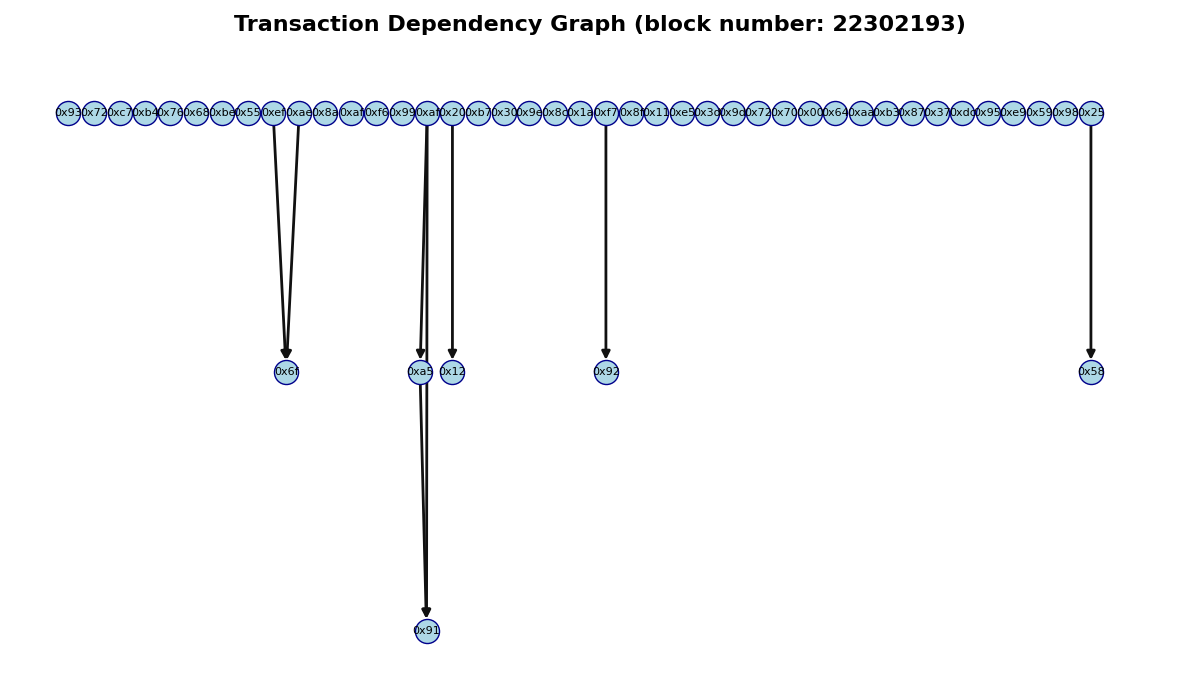 Transaction Dependency Graph (block number: 22302193)
0x93 0x72 0xc7 0xb4 0x76 0x68 0xbe 0x55 0xef 0xae 0x8a 0xaf 0xf6 0x99 0xaf 0x20 0xb7 0x30 0x9e 0x8c 0x1a 0xf7 0x8f 0x11 0xe5 0x3c 0x9d 0x72 0x70 0x00 0x64 0xaa 0xb3 0x87 0x37 0xdc 0x95 0xe9 0x59 0x98 0x25
0x6f 0xa5 0x12 0x92 0x58
0x91